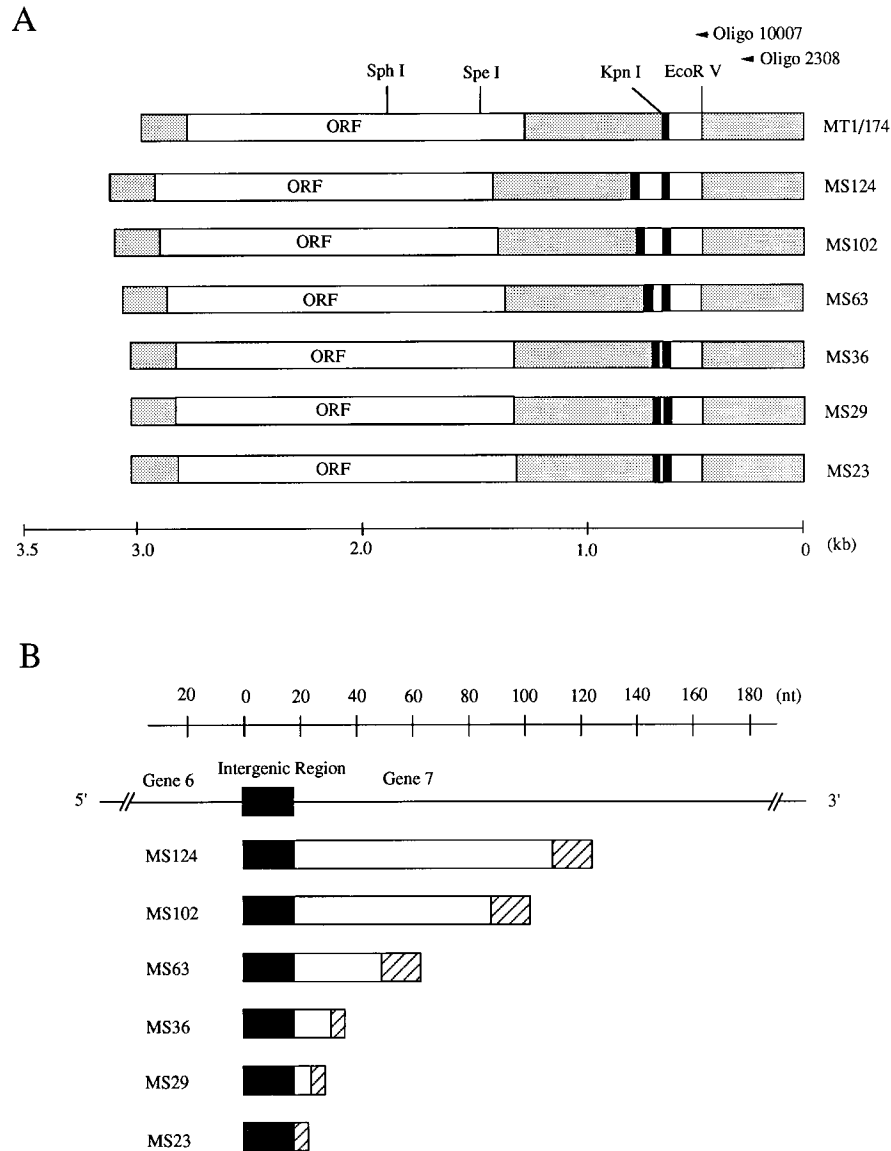 A
Oligo 10007
Oligo 2308
Sph I
Spe I
Kpn I
EcoR V
ORF
MT1/174
ORF
MS124
ORF
MS102
ORF
MS63
ORF
MS36
ORF
MS29
ORF
MS23
3.5 3.0 2.0 1.0 0 (kb)
B
20 0 20 40 60 80 100 120 140 160 180 (nt)
Gene 6 Intergenic Region Gene 7
5' 3'
MS124
MS102
MS63
MS36
MS29
MS23